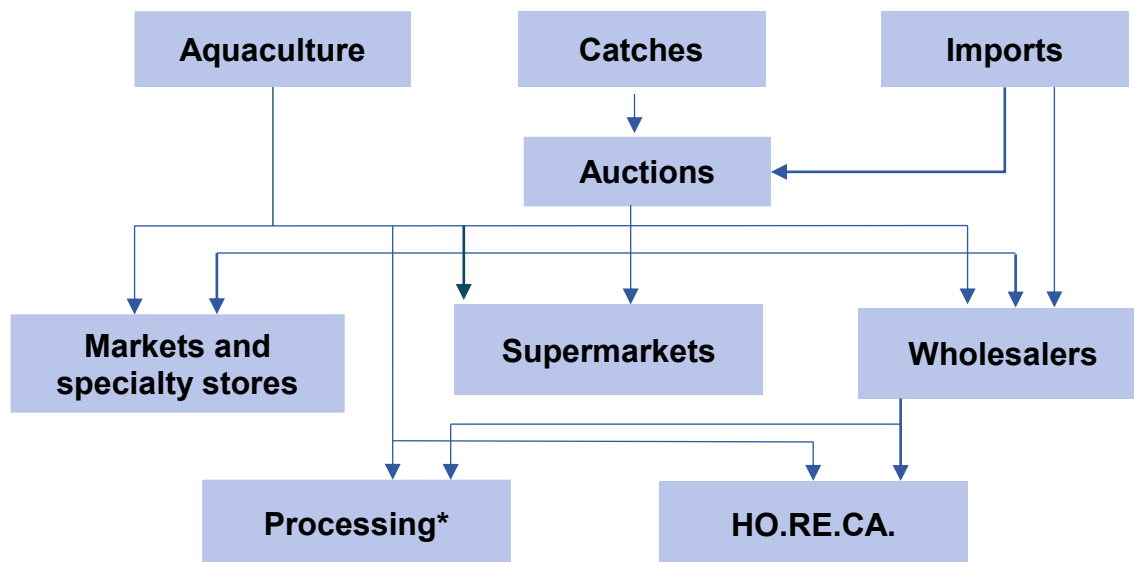 Aquaculture
Catches
Imports
Auctions
Markets and
specialty stores
Supermarkets
Wholesalers
Processing*
HO.RE.CA.